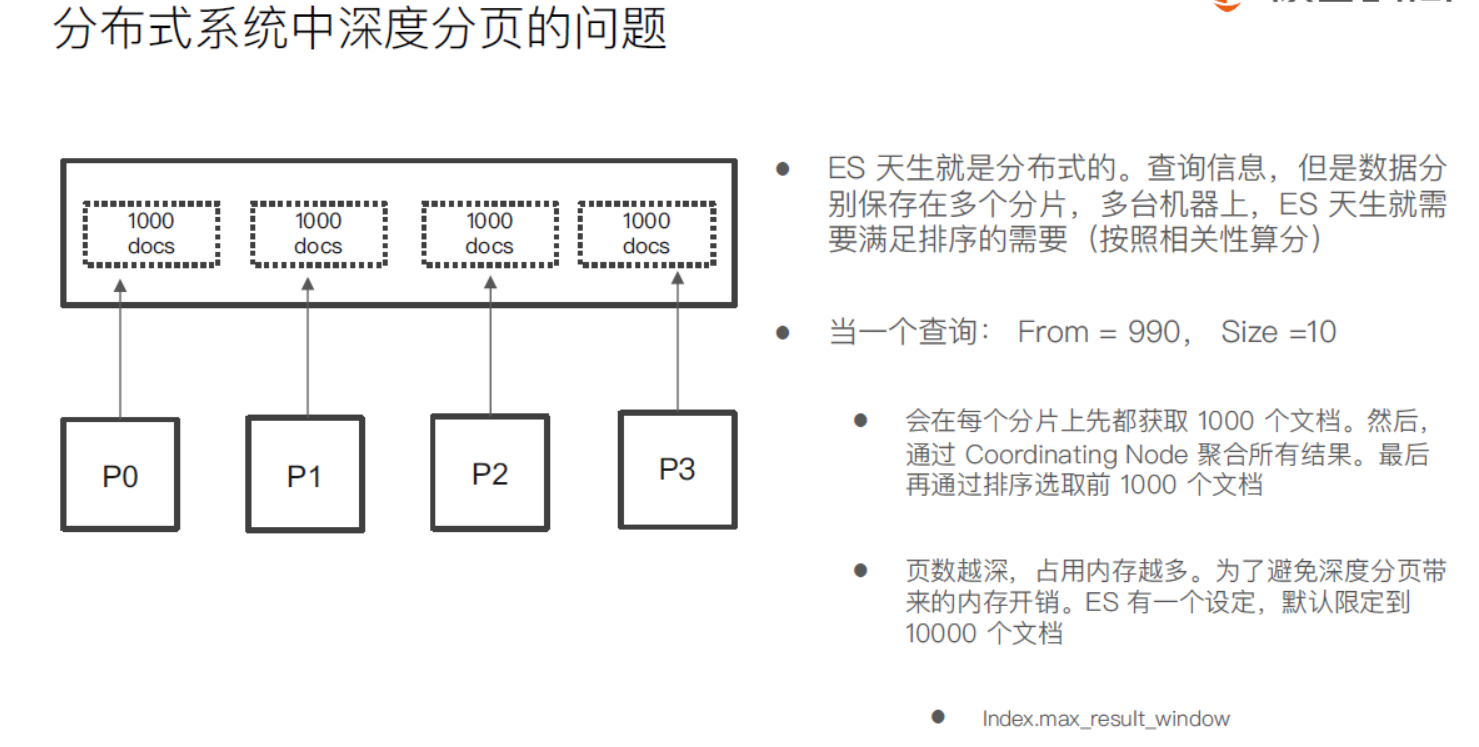 分布式系统中深度分页的问题
1000
docs
1000
docs
1000
docs
1000
docs
P0
P1
P2
P3
ES 天生就是分布式的。查询信息，但是数据分
别保存在多个分片，多台机器上，ES 天生就需
要满足排序的需要（按照相关性算分）
当一个查询： From = 990， Size =10
会在每个分片上先都获取 1000 个文档。然后，
通过 Coordinating Node 聚合所有结果。最后
再通过排序选取前 1000 个文档
页数越深，占用内存越多。为了避免深度分页带
来的内存开销。ES 有一个设定，默认限定到
10000 个文档
Index.max_result_window